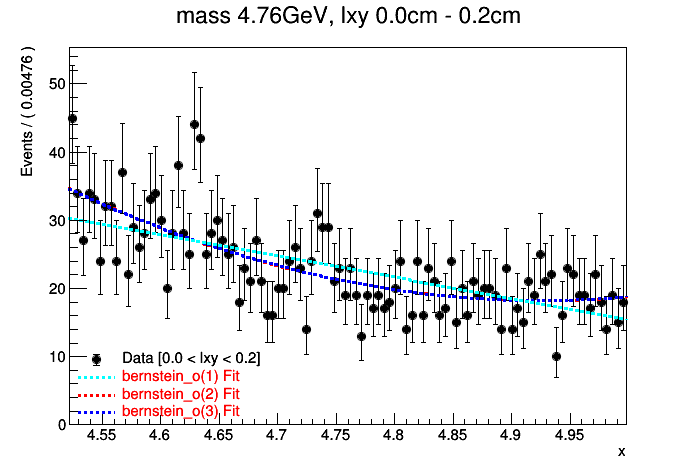 mass 4.76GeV, lxy 0.0cm - 0.2cm
Events / ( 0.00476 )
50
40
30
20
10
0
Data [0.0 < lxy < 0.2]
bernstein_o(1) Fit
bernstein_o(2) Fit
bernstein_o(3) Fit
4.55 4.6 4.65 4.7 4.75 4.8 4.85 4.9 4.95
x